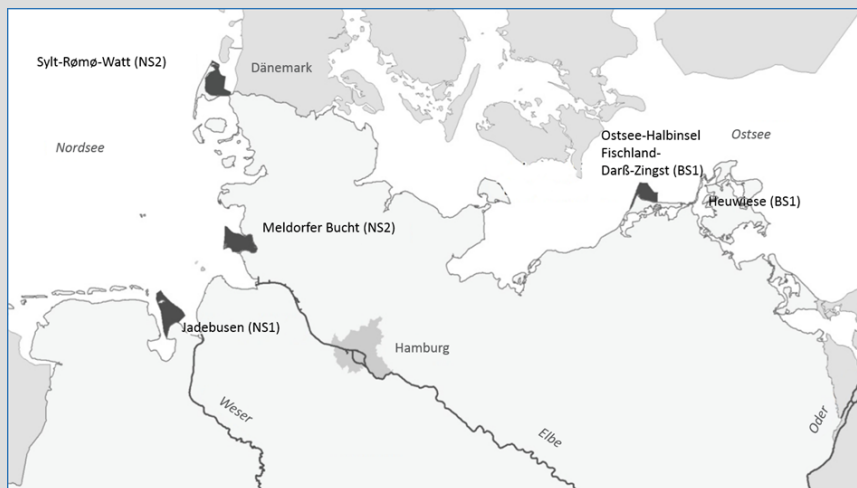 Sylt-Rømø-Watt (NS2)
Dänemark
Nordsee
Ostsee-Halbinsel
Fischland-
Darß-Zingst (BS1)
Ostsee
Heuwiese (BS1)
Meldorfer Bucht (NS2)
Jadebusen (NS1)
Hamburg
Weser
Elbe
Oder